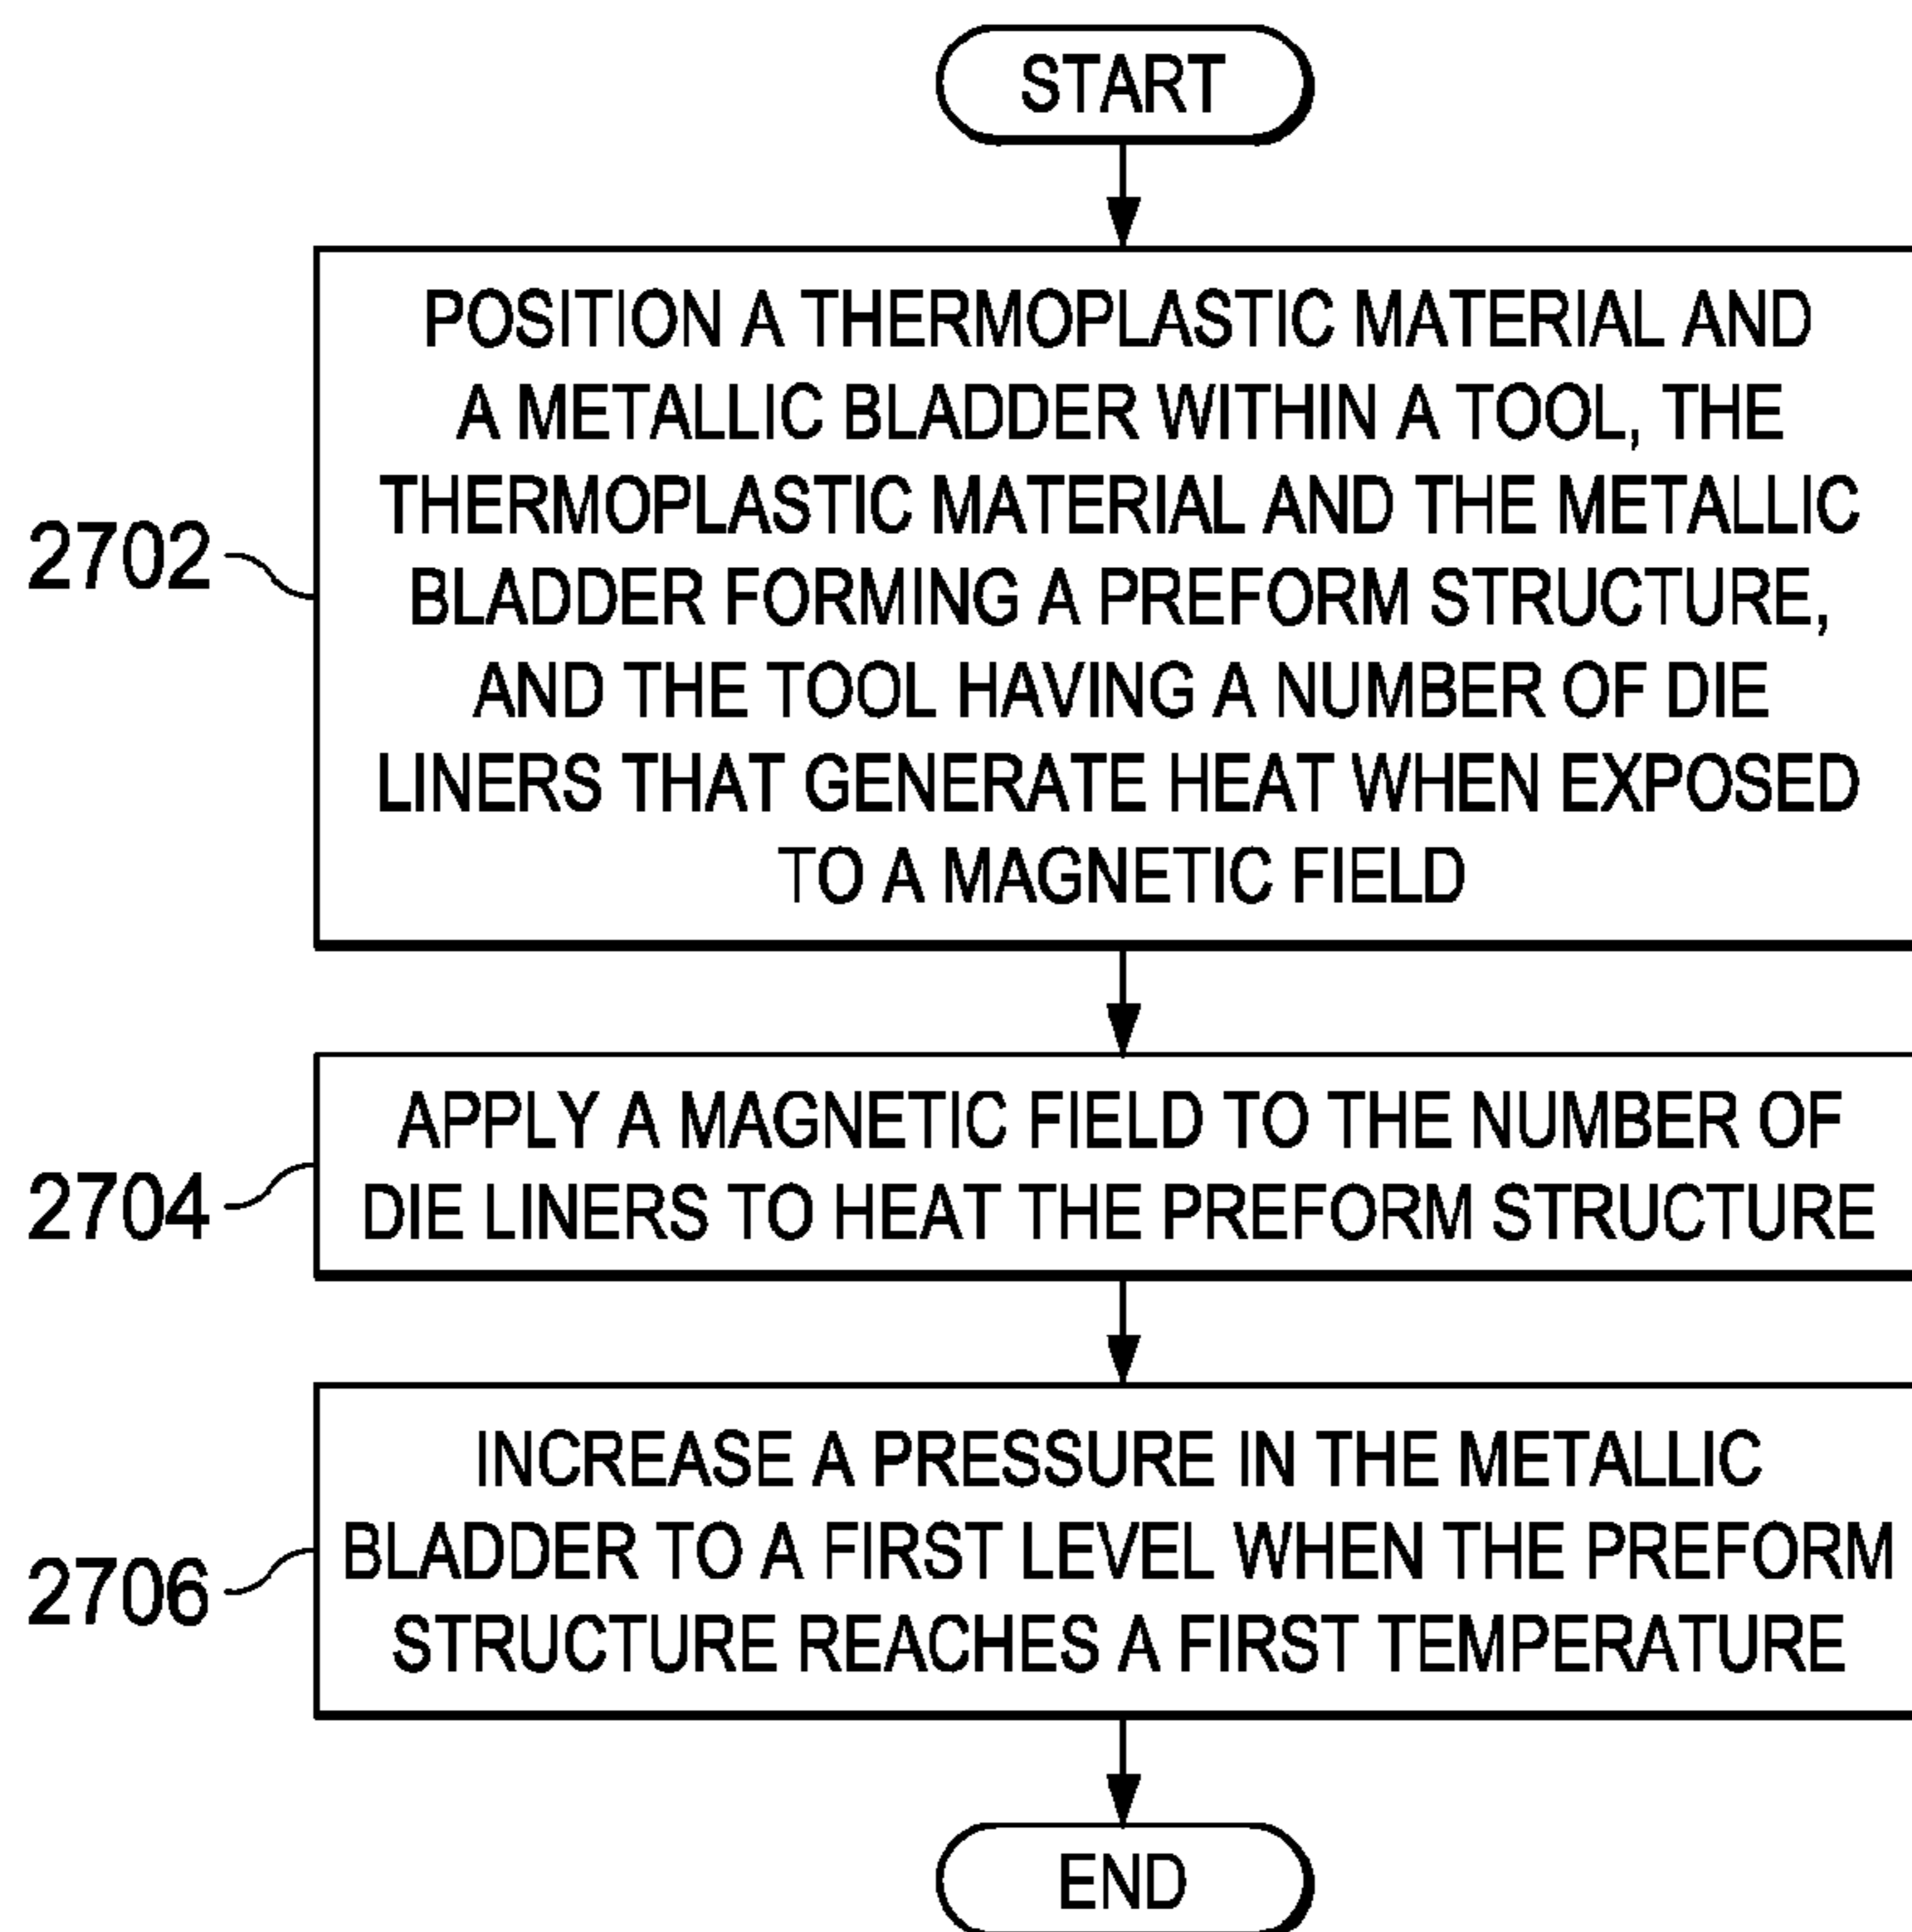 START
POSITION A THERMOPLASTIC MATERIAL AND
A METALLIC BLADDER WITHIN A TOOL, THE
THERMOPLASTIC MATERIAL AND THE METALLIC
BLADDER FORMING A PREFORM STRUCTURE,
AND THE TOOL HAVING A NUMBER OF DIE
LINERS THAT GENERATE HEAT WHEN EXPOSED
TO A MAGNETIC FIELD
2702
APPLY A MAGNETIC FIELD TO THE NUMBER OF
DIE LINERS TO HEAT THE PREFORM STRUCTURE
2704
INCREASE A PRESSURE IN THE METALLIC
BLADDER TO A FIRST LEVEL WHEN THE PREFORM
STRUCTURE REACHES A FIRST TEMPERATURE
2706
END